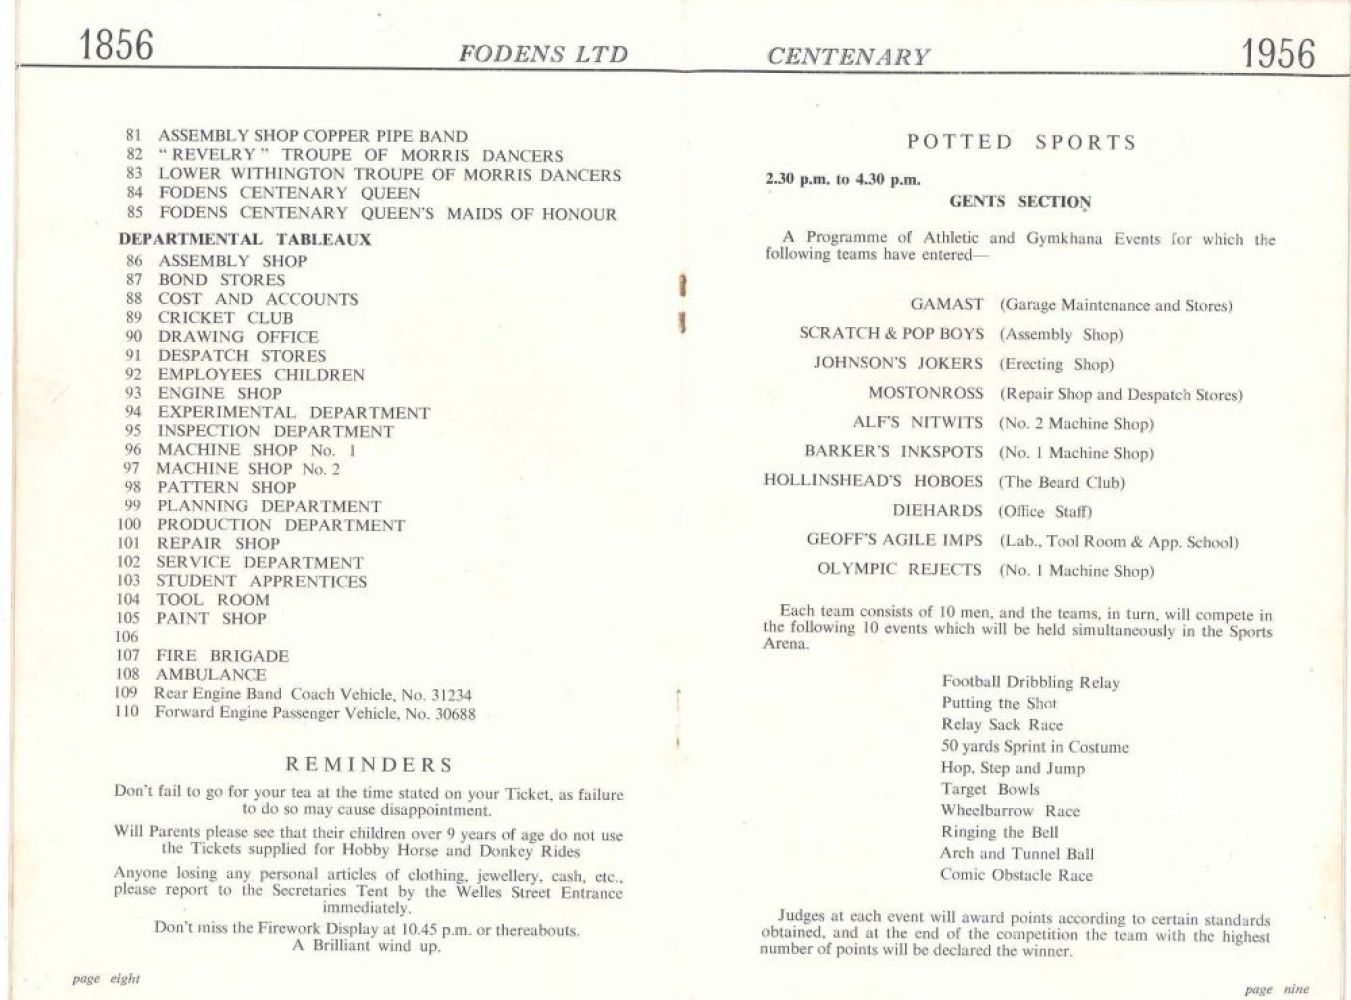 1856
FODENS LTD
81 ASSEMBLY SHOP COPPER PIPE BAND
82 "REVELRY" TROUPE OF MORRIS DANCERS
83 LOWER WITHINGTON TROUPE OF MORRIS DANCERS
84 FODENS CENTENARY QUEEN
85 FODENS CENTENARY QUEEN'S MAIDS OF HONOUR
DEPARTMENTAL TABLEAUX
86 ASSEMBLY SHOP
87 BOND STORES
88 COST AND ACCOUNTS
89 CRICKET CLUB
90 DRAWING OFFICE
91 DESPATCH STORES
92 EMPLOYEES CHILDREN
93 ENGINE SHOP
94 EXPERIMENTAL DEPARTMENT
95 INSPECTION DEPARTMENT
96 MACHINE SHOP No. 1
97 MACHINE SHOP No. 2
98 PATTERN SHOP
99 PLANNING DEPARTMENT
100 PRODUCTION DEPARTMENT
101 REPAIR SHOP
102 SERVICE DEPARTMENT
103 STUDENT APPRENTICES
104 TOOL ROOM
105 PAINT SHOP
106
107 FIRE BRIGADE
108 AMBULANCE
109 Rear Engine Band Coach Vehicle, No. 31234
110 Forward Engine Passenger Vehicle, No. 30688
REMINDERS
Don't fail to go for your tea at the time stated on your Ticket, as failure
to do so may cause disappointment.
Will Parents please see that their children over 9 years of age do not use
the Tickets supplied for Hobby Horse and Donkey Rides
Anyone losing any personal articles of clothing, jewellery, cash, etc.,
please report to the Secretaries Tent by the Welles Street Entrance
immediately.
Don't miss the Firework Display at 10.45 p.m. or thereabouts.
A Brilliant wind up.
page eight
CENTENARY
1956
POTTED SPORTS
2.30 p.m. to 4.30 p.m.
GENTS SECTION
A Programme of Athletic and Gymkhana Events for which the
following teams have entered—
GAMAST (Garage Maintenance and Stores)
SCRATCH & POP BOYS (Assembly Shop)
JOHNSON'S JOKERS (Erecting Shop)
MOSTONROSS (Repair Shop and Despatch Stores)
ALF'S NITWITS (No. 2 Machine Shop)
BARKER'S INKSPOTS (No. 1 Machine Shop)
HOLLINSHEAD'S HOBOES (The Beard Club)
DIEHARDS (Office Staff)
GEOFF'S AGILE IMPS (Lab., Tool Room & App. School)
OLYMPIC REJECTS (No. 1 Machine Shop)
Each team consists of 10 men, and the teams, in turn, will compete in
the following 10 events which will be held simultaneously in the Sports
Arena.
Football Dribbling Relay
Putting the Shot
Relay Sack Race
50 yards Sprint in Costume
Hop, Step and Jump
Target Bowls
Wheelbarrow Race
Ringing the Bell
Arch and Tunnel Ball
Comic Obstacle Race
Judges at each event will award points according to certain standards
obtained, and at the end of the competition the team with the highest
number of points will be declared the winner.
page nine